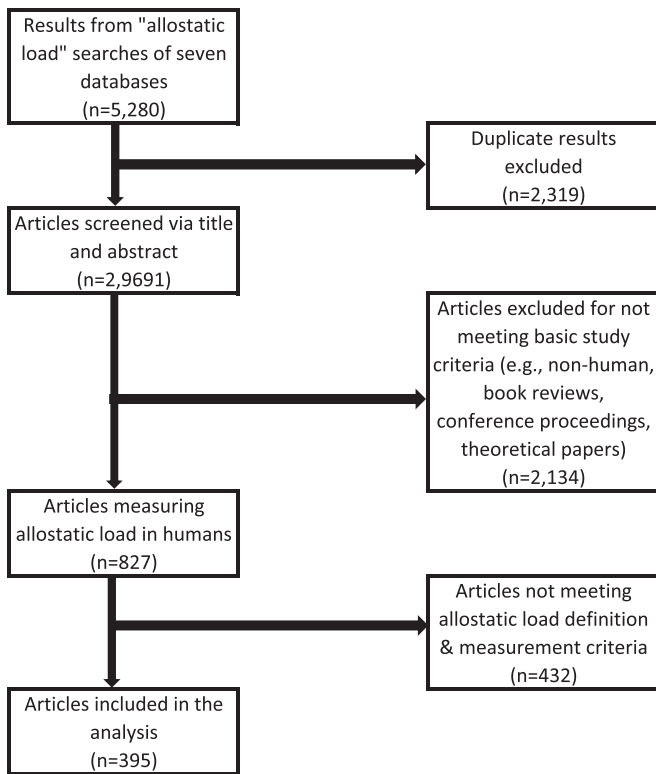 Results from "allostatic
load" searches of seven
databases
(n=5,280)
Duplicate results
excluded
(n=2,319)
Articles screened via title
and abstract
(n=2,9691)
Articles excluded for not
meeting basic study
criteria (e.g., non-human,
book reviews,
conference proceedings,
theoretical papers)
(n=2,134)
Articles measuring
allostatic load in humans
(n=827)
Articles not meeting
allostatic load definition
& measurement criteria
(n=432)
Articles included in the
analysis
(n=395)